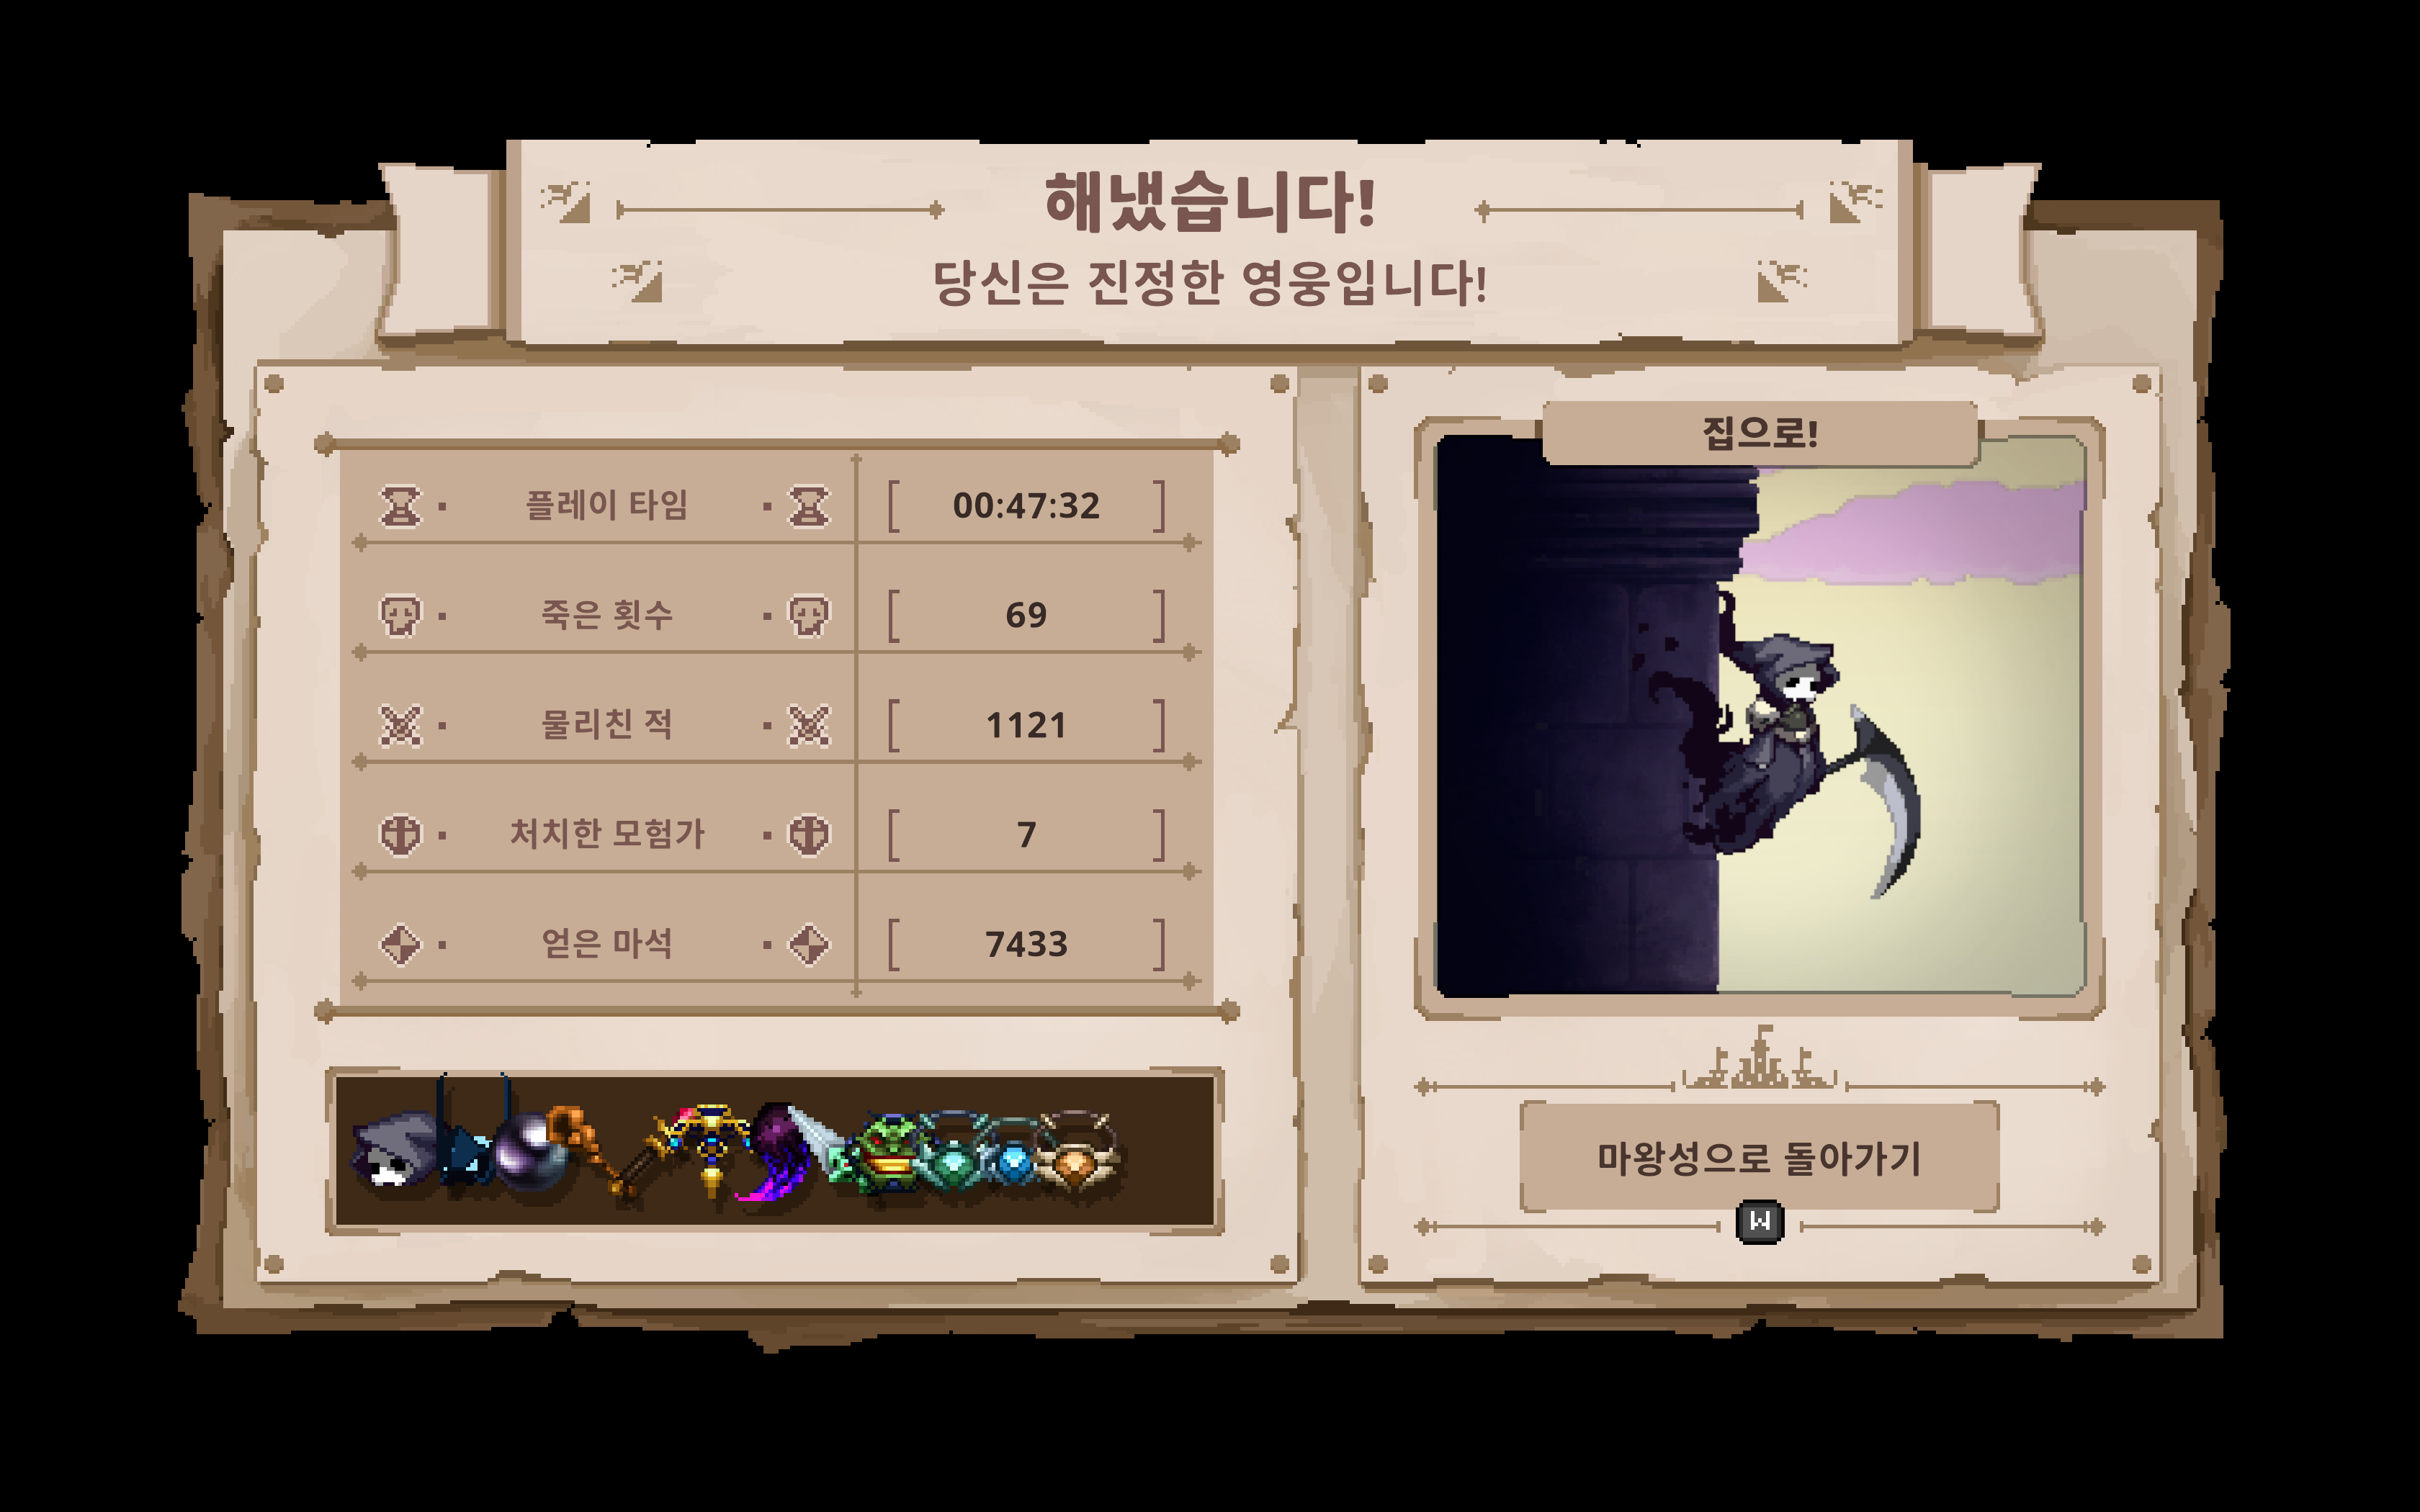 해냈습니다!
당신은 진정한 영웅입니다!
플레이 타임 [ 00:47:32 ]
죽은 횟수 [ 69 ]
물리친 적 [ 1121 ]
처치한 모험가 [ 7 ]
얻은 마석 [ 7433 ]
집으로!
마왕성으로 돌아가기
W